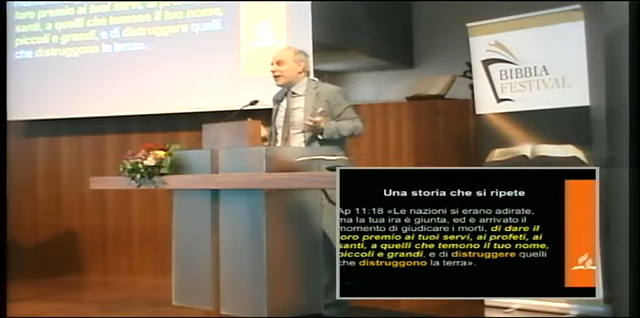 loro premio ai tuoi servi, ai profeti, ai
santi, a quelli che temono il tuo nome,
piccoli e grandi, e di distruggere quelli
che distruggono la terra».
BIBBIA
FESTIVAL
Una storia che si ripete
Ap 11:18 «Le nazioni si erano adirate,
ma la tua ira è giunta, ed è arrivato il
momento di giudicare i morti, di dare il
loro premio ai tuoi servi, ai profeti, ai
santi, a quelli che temono il tuo nome,
piccoli e grandi, e di distruggere quelli
che distruggono la terra».